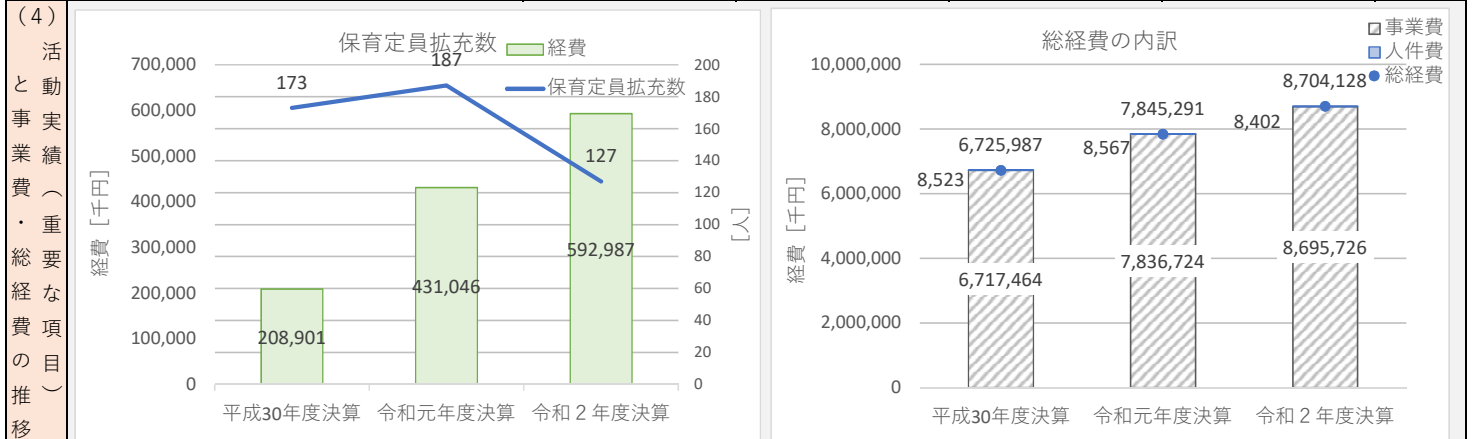 （４）活動実績（重要な項目）
と事業費・総経費の推移
保育定員拡充数
経費
保育定員拡充数
700,000
600,000
500,000
400,000
300,000
200,000
100,000
0
経費［千円］
200
180
160
140
120
100
80
60
40
20
0
［人］
173
187
127
208,901
431,046
592,987
平成30年度決算
令和元年度決算
令和２年度決算
総経費の内訳
事業費
人件費
総経費
10,000,000
8,000,000
6,000,000
4,000,000
2,000,000
0
経費［千円］
6,725,987
7,845,291
8,704,128
8,523
8,567
8,402
6,717,464
7,836,724
8,695,726
平成30年度決算
令和元年度決算
令和２年度決算